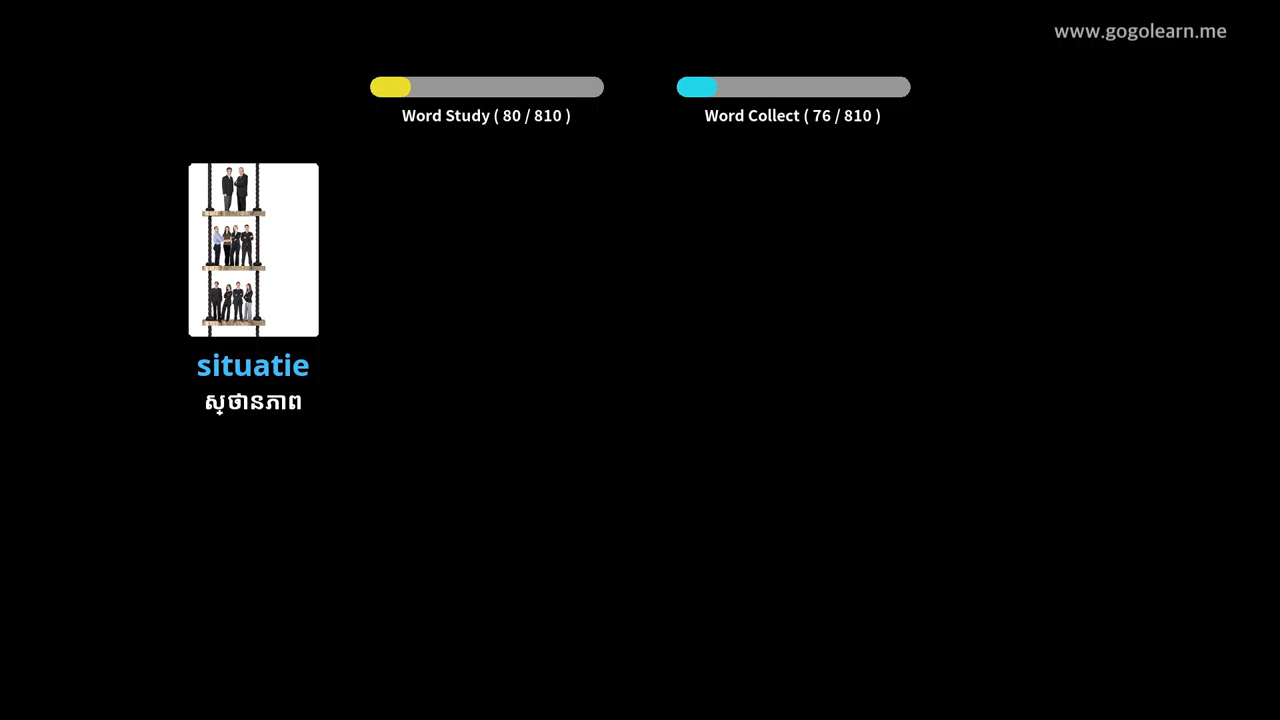 www.gogolearn.me
Word Study ( 80 / 810 )
Word Collect ( 76 / 810 )
situatie
ស្ថានភាព